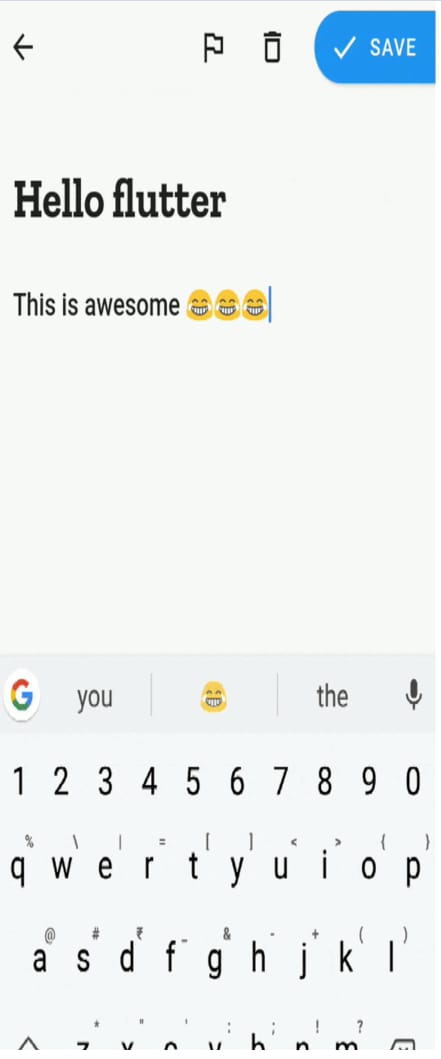 SAVE
Hello flutter
This is awesome 😂😂😂
you 😂 the
1 2 3 4 5 6 7 8 9 0
% \ | = [ ] < > { }
q w e r t y u i o p
@ # ₹ _ & - + ( )
a s d f g h j k l
* " ' : ; ! ?
z x c v b n m